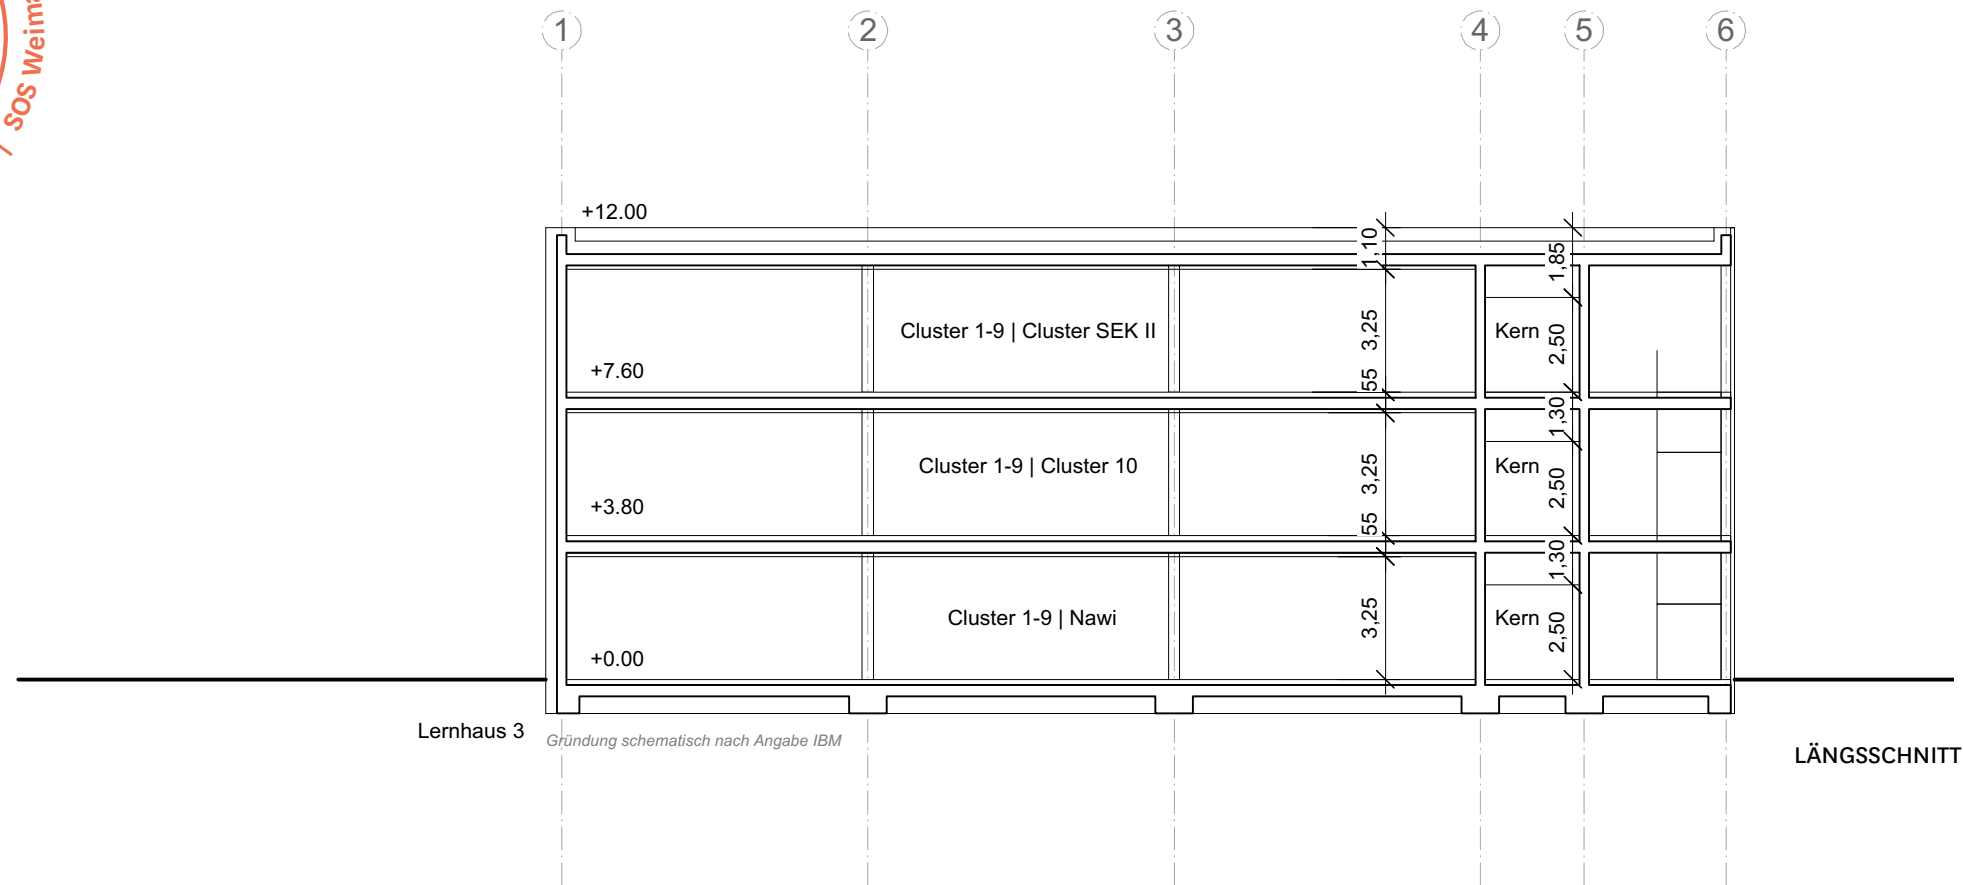 SOS Weima
1 2 3 4 5 6
+12.00
1,10
1,85
Cluster 1-9 | Cluster SEK II
3,25
Kern
2,50
+7.60
55
1,30
Cluster 1-9 | Cluster 10
3,25
Kern
2,50
+3.80
55
1,30
Cluster 1-9 | Nawi
3,25
Kern
2,50
+0.00
Lernhaus 3
Gründung schematisch nach Angabe IBM
LÄNGSSCHNITT